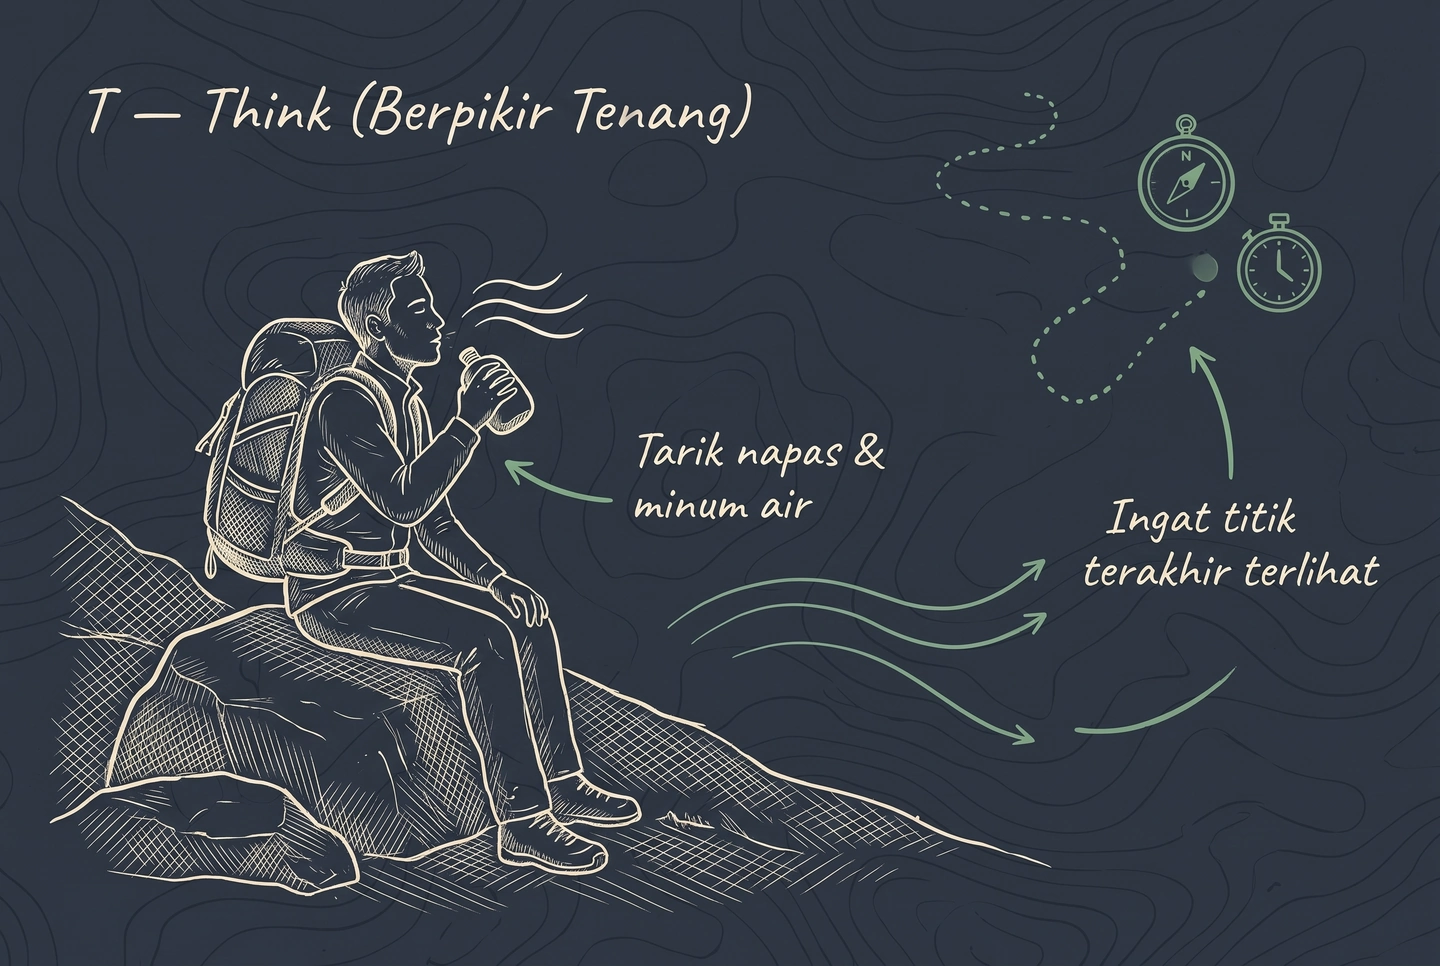 T — Think (Berpikir Tenang)
N
Tarik napas &
minum air
Ingat titik
terakhir terlihat